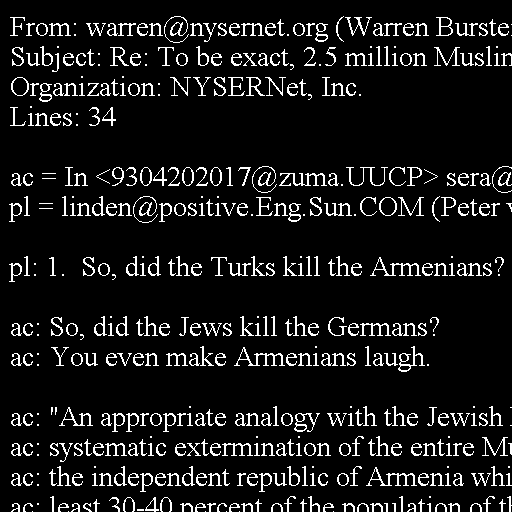 From: warren@nysernet.org (Warren Burste
Subject: Re: To be exact, 2.5 million Muslin
Organization: NYSERNet, Inc.
Lines: 34
ac = In <9304202017@zuma.UUCP> sera@
pl = linden@positive.Eng.Sun.COM (Peter v
pl: 1.  So, did the Turks kill the Armenians?
ac: So, did the Jews kill the Germans?
ac: You even make Armenians laugh.
ac: "An appropriate analogy with the Jewish
ac: systematic extermination of the entire Mu
ac: the independent republic of Armenia whi
ac: least 30-40 percent of the population of th